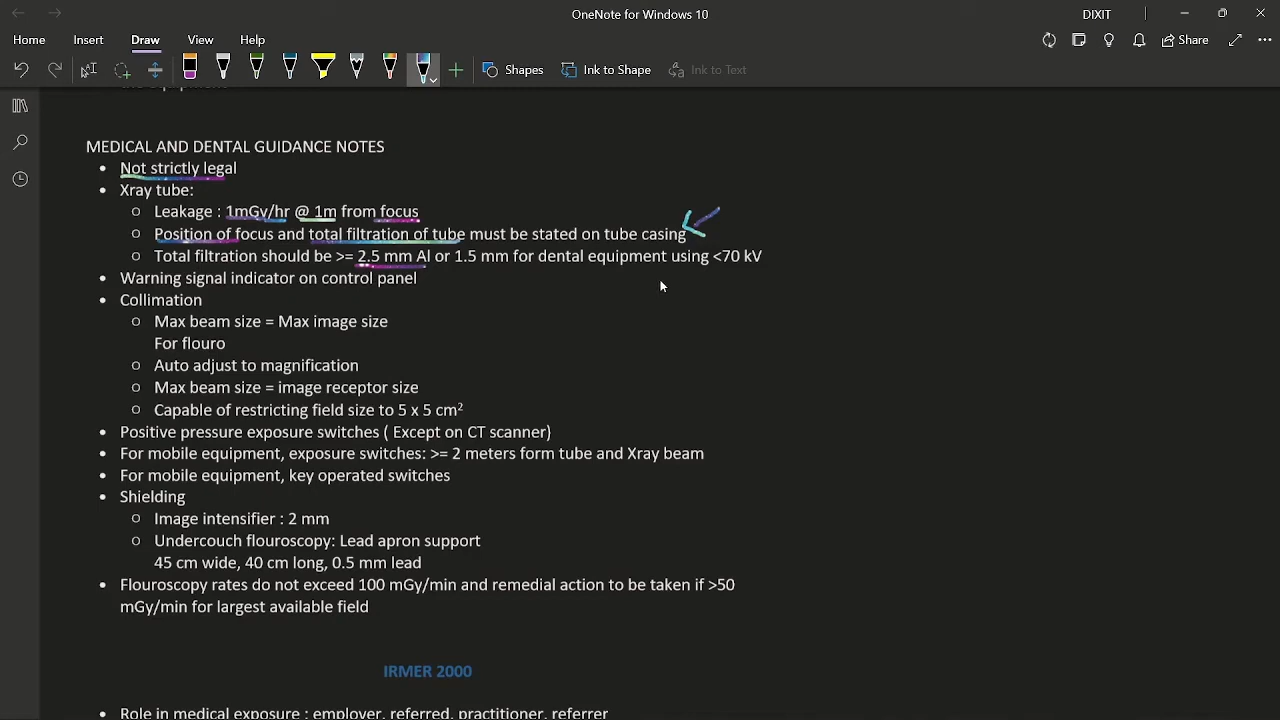 OneNote for Windows 10
DIXIT
Home Insert Draw View Help
Share
Shapes Ink to Shape Ink to Text
the equipment
MEDICAL AND DENTAL GUIDANCE NOTES
• Not strictly legal
• Xray tube:
o Leakage : 1mGy/hr @ 1m from focus
o Position of focus and total filtration of tube must be stated on tube casing
o Total filtration should be >= 2.5 mm Al or 1.5 mm for dental equipment using <70 kV
• Warning signal indicator on control panel
• Collimation
o Max beam size = Max image size
For flouro
o Auto adjust to magnification
o Max beam size = image receptor size
o Capable of restricting field size to 5 x 5 cm²
• Positive pressure exposure switches ( Except on CT scanner)
• For mobile equipment, exposure switches: >= 2 meters form tube and Xray beam
• For mobile equipment, key operated switches
• Shielding
o Image intensifier : 2 mm
o Undercouch flouroscopy: Lead apron support
45 cm wide, 40 cm long, 0.5 mm lead
• Flouroscopy rates do not exceed 100 mGy/min and remedial action to be taken if >50
mGy/min for largest available field
IRMER 2000
• Role in medical exposure : employer, referred, practitioner, referrer